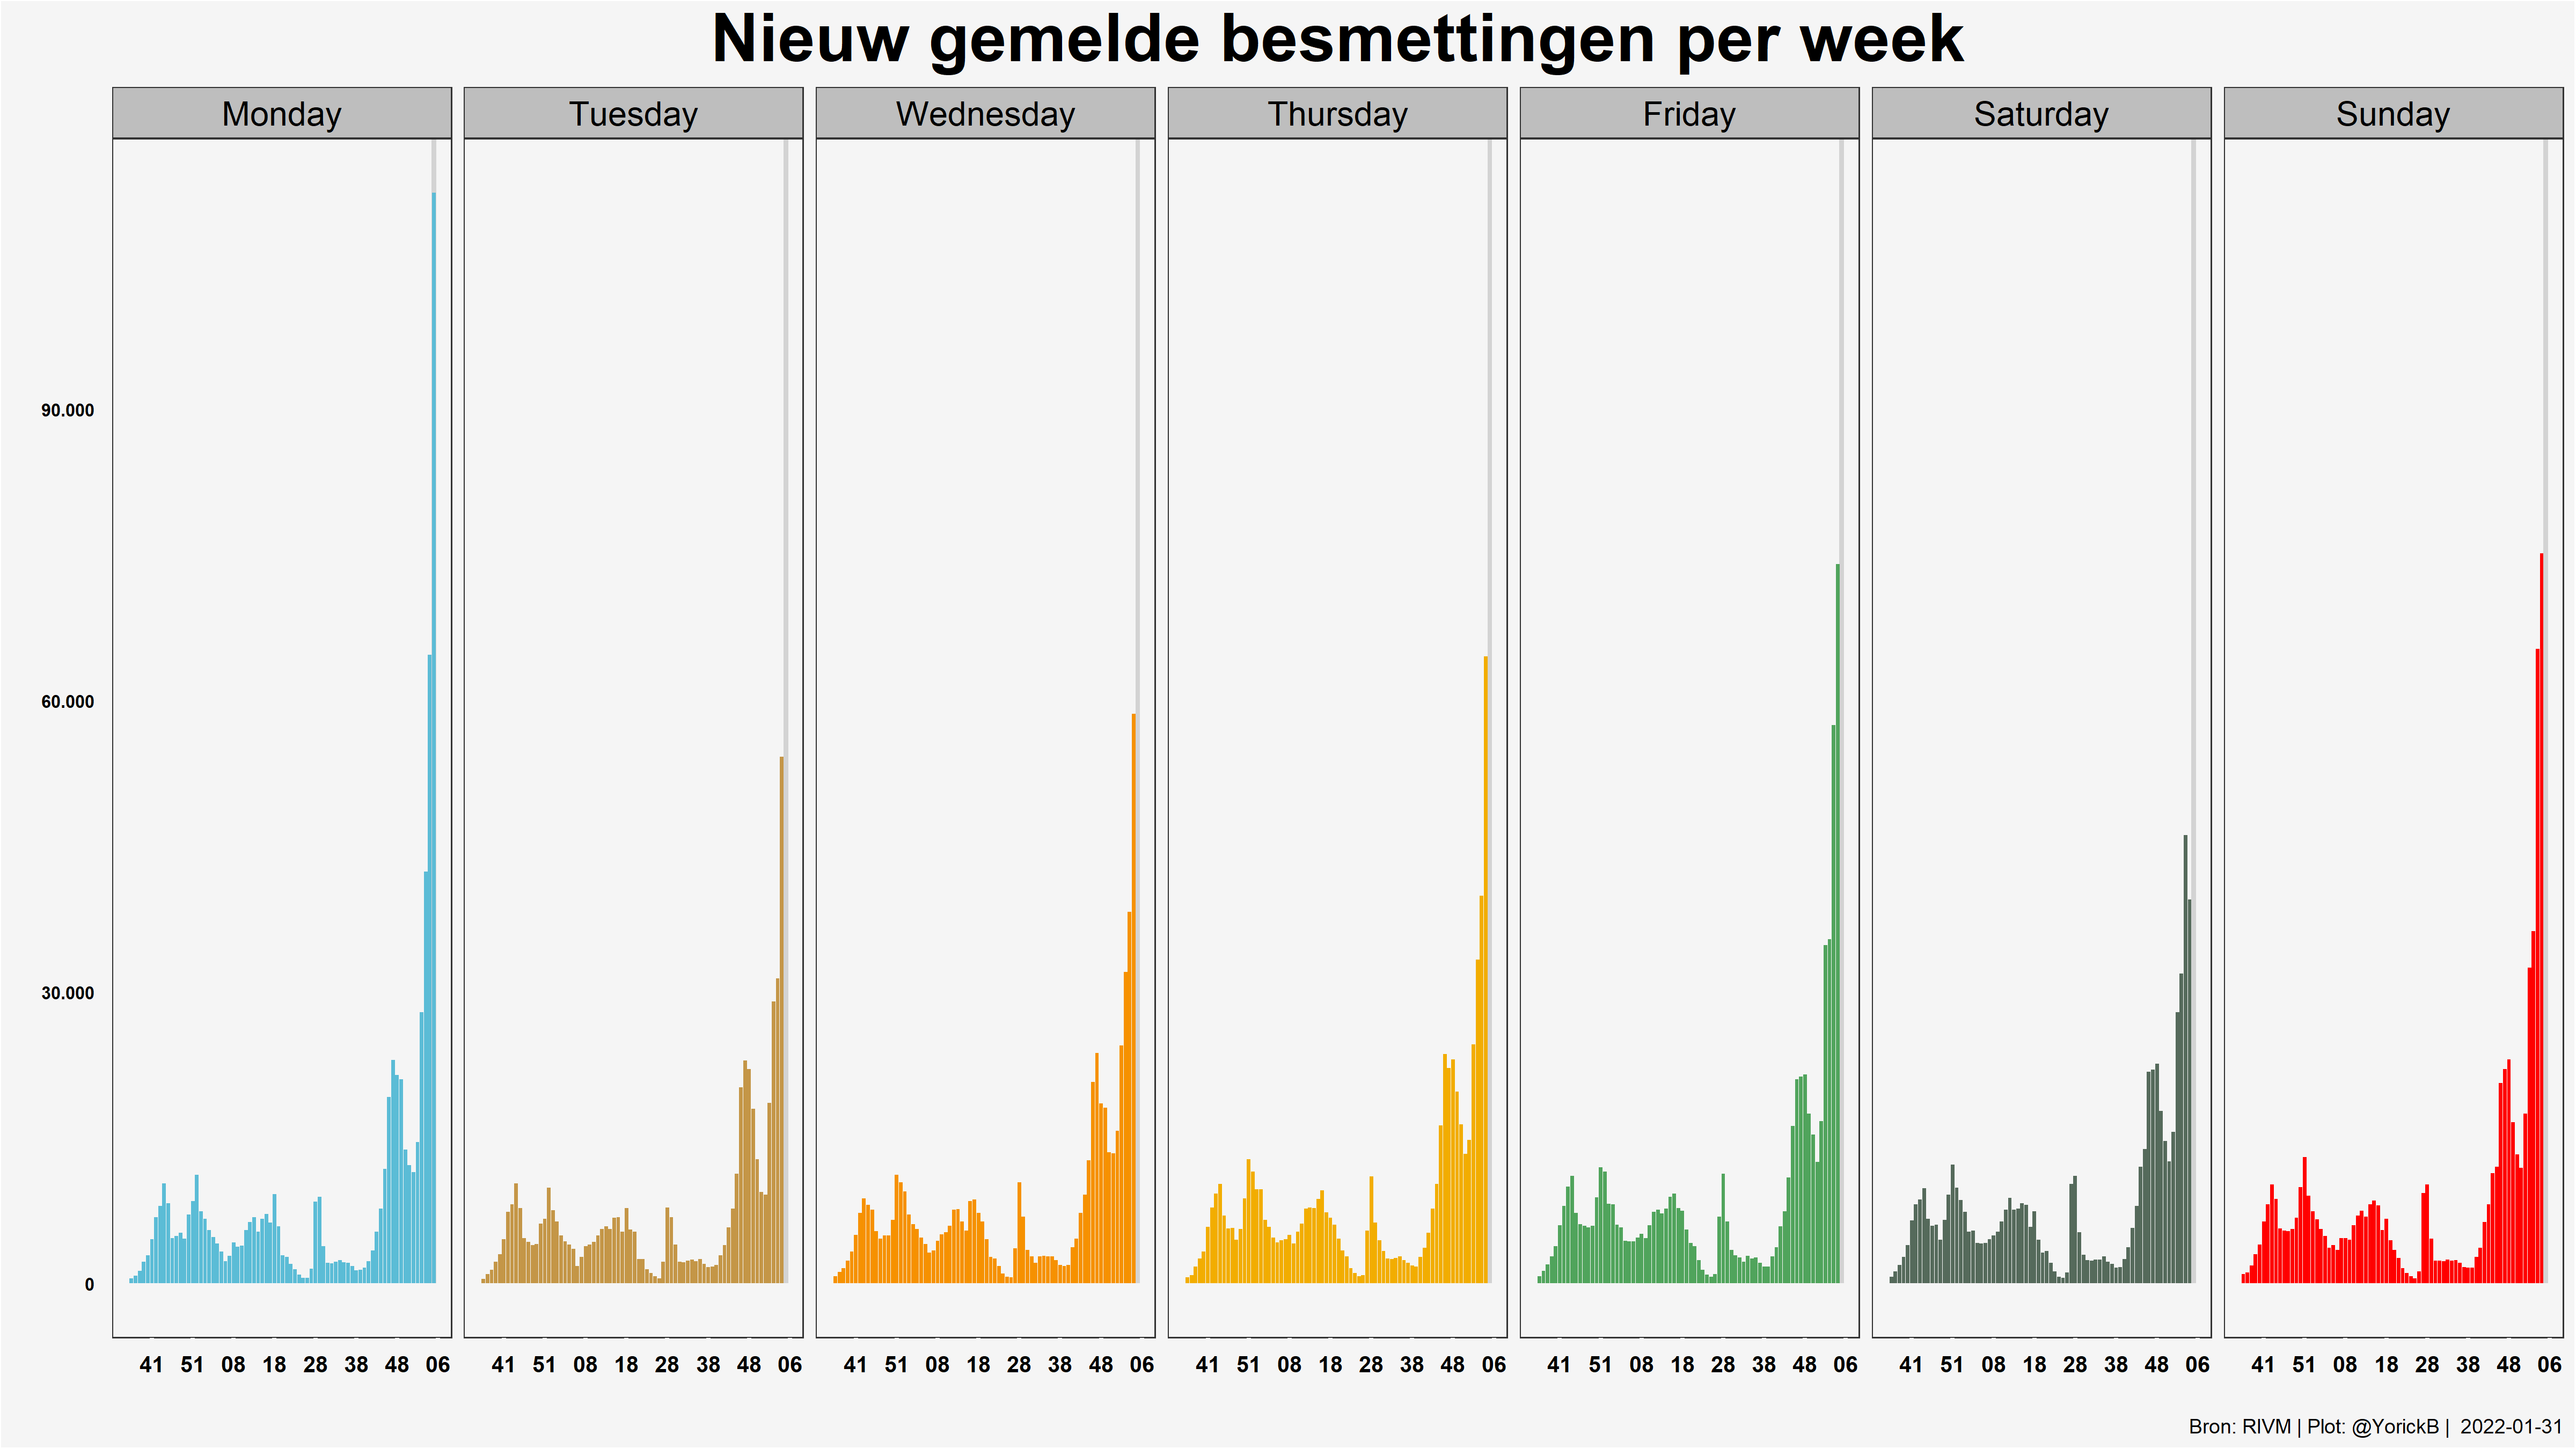 Nieuw gemelde besmettingen per week
Monday Tuesday Wednesday Thursday Friday Saturday Sunday
90.000
60.000
30.000
0
41 51 08 18 28 38 48 06 41 51 08 18 28 38 48 06 41 51 08 18 28 38 48 06 41 51 08 18 28 38 48 06 41 51 08 18 28 38 48 06 41 51 08 18 28 38 48 06 41 51 08 18 28 38 48 06
Bron: RIVM | Plot: @YorickB | 2022-01-31